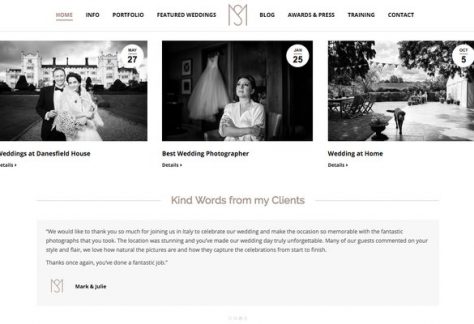 HOME INFO PORTFOLIO FEATURED WEDDINGS MS BLOG AWARDS & PRESS TRAINING CONTACT
MAY
27
JAN
25
OCT
5
Weddings at Danesfield House
Details
Best Wedding Photographer
Details
Wedding at Home
Details
Kind Words from my Clients
"We would like to thank you so much for joining us in Italy to celebrate our wedding and make the occasion so memorable with the fantastic
photographs that you took. The location was stunning and you've made our wedding day truly unforgettable. Many of our guests commented on your
style and flair, we love how natural the pictures are and how they capture the celebrations from start to finish.
Thanks once again, you've done a fantastic job."
MS Mark & Julie